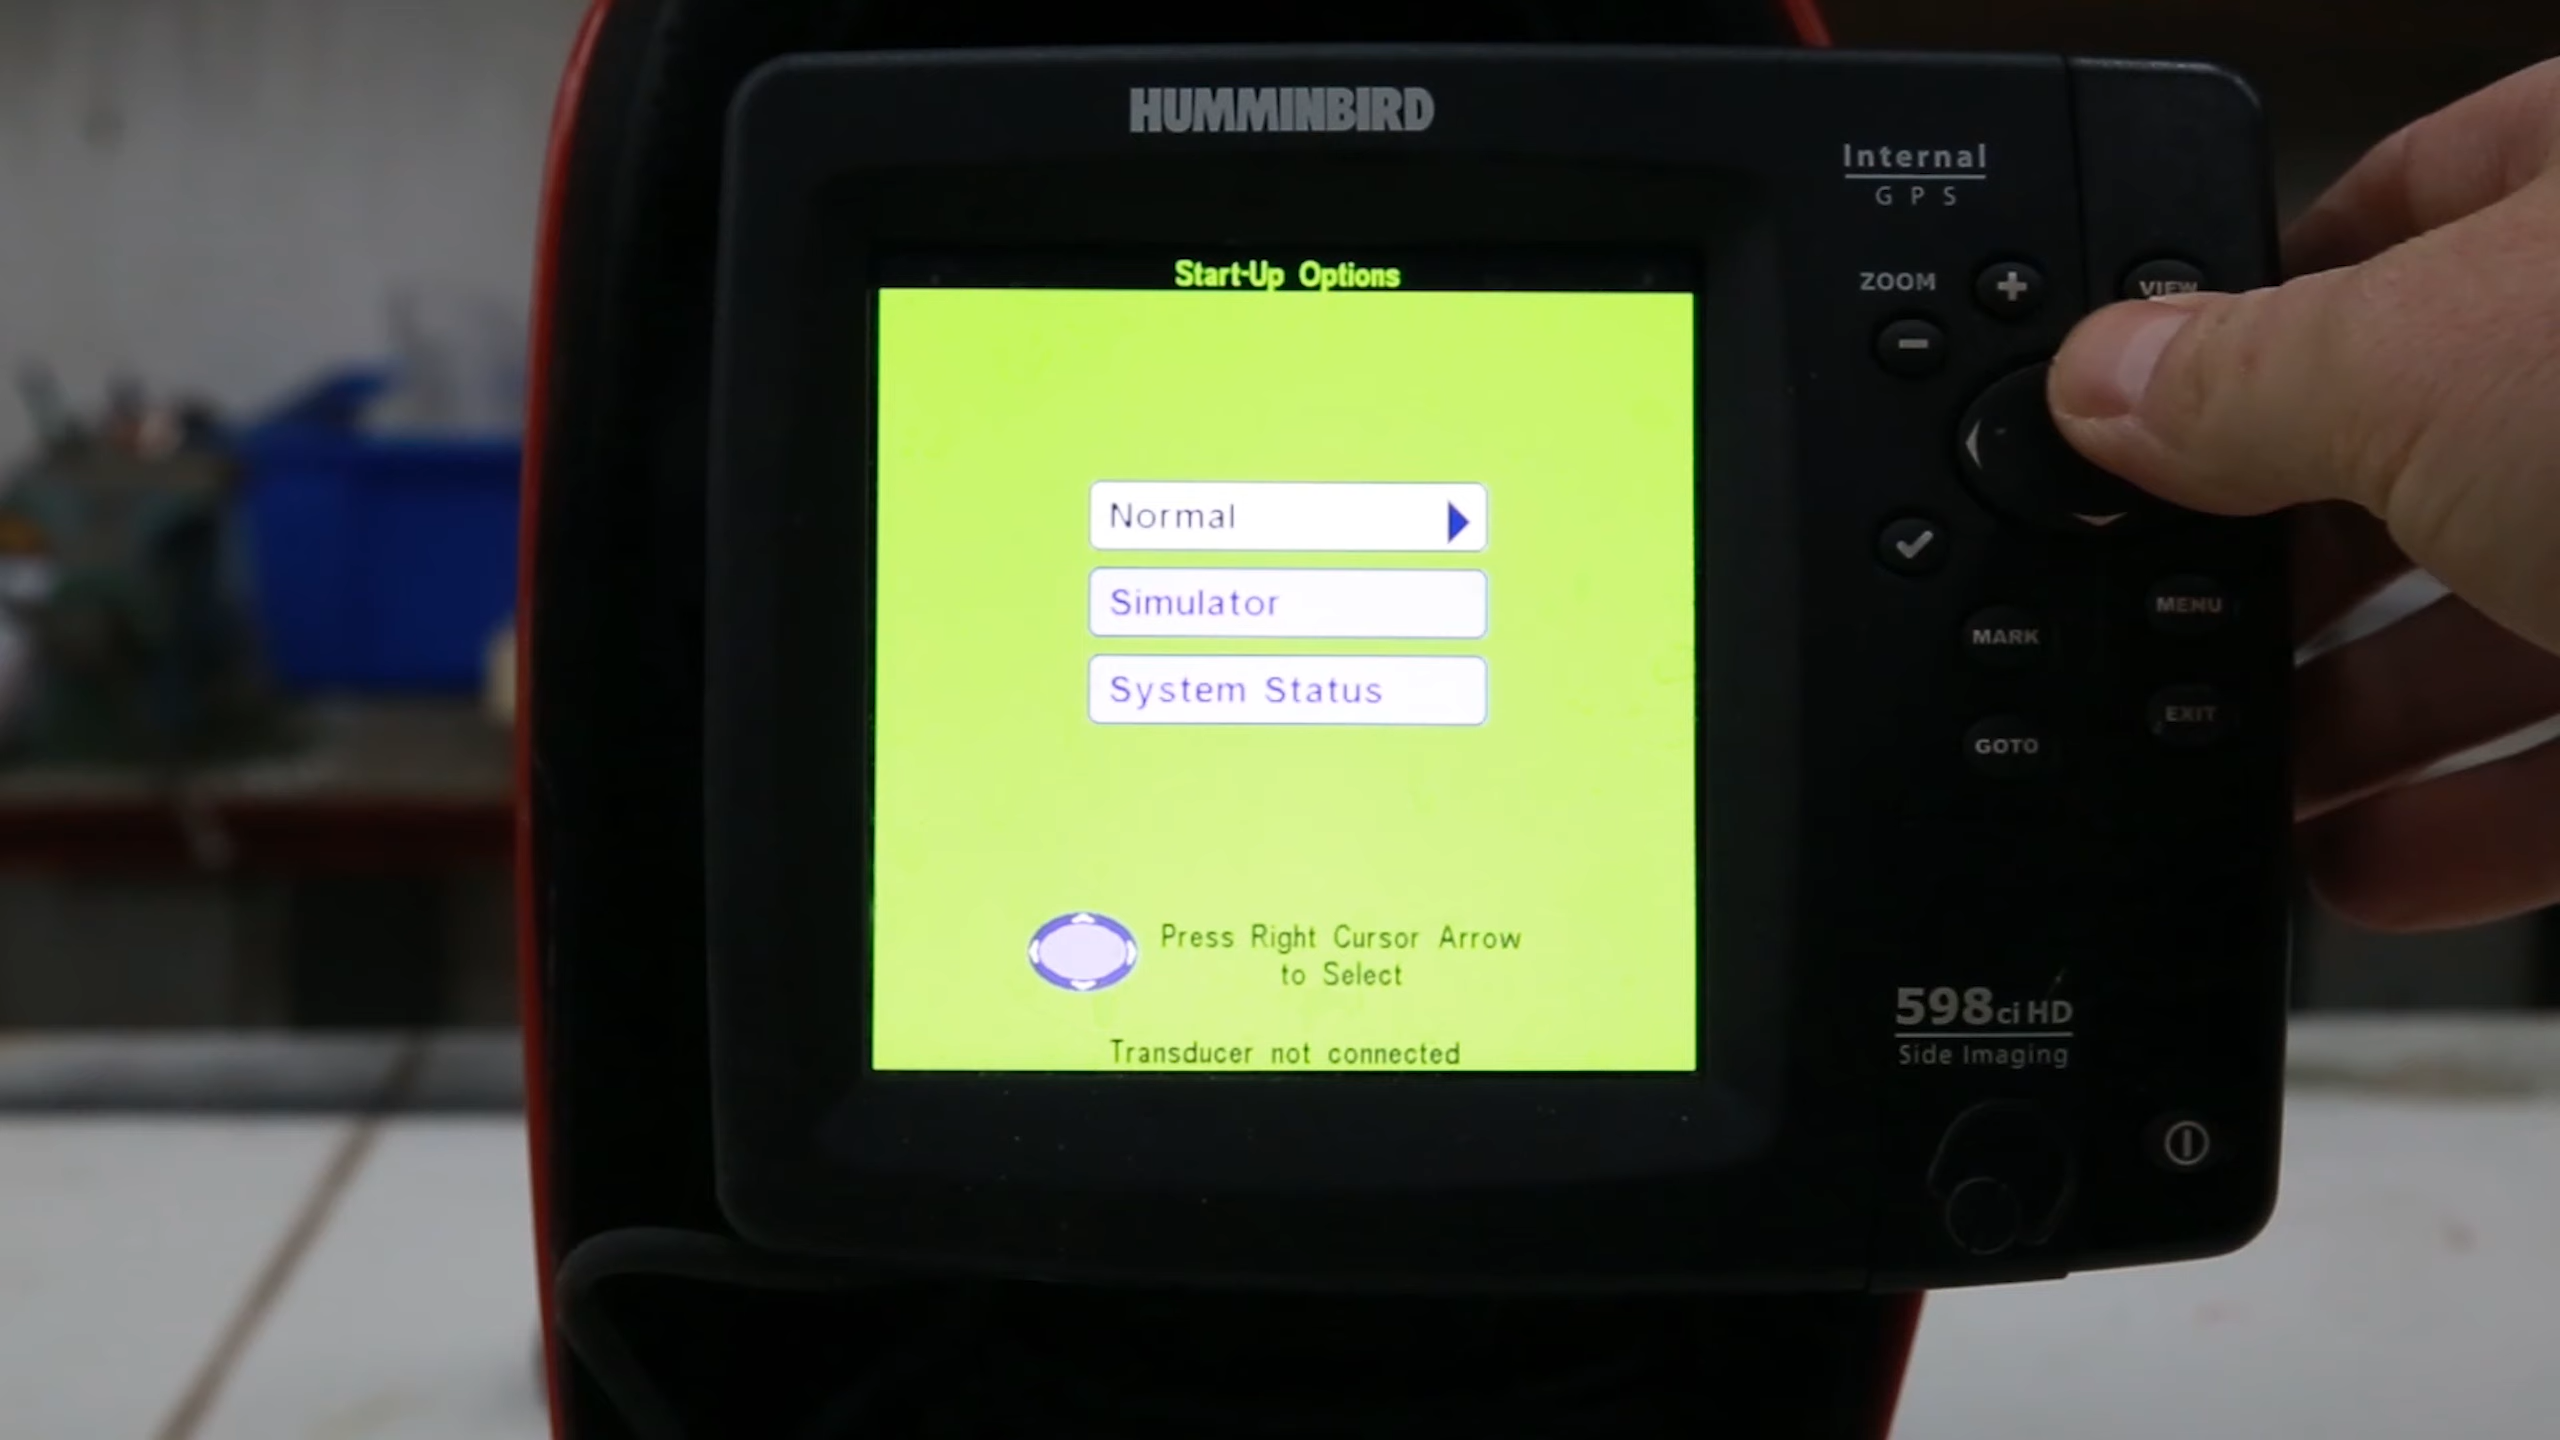 HUMMINBIRD
Internal
GPS
Start-Up Options
ZOOM
VIEW
Normal
Simulator
System Status
MENU
MARK
EXIT
GOTO
Press Right Cursor Arrow
to Select
Transducer not connected
598ci HD
Side Imaging